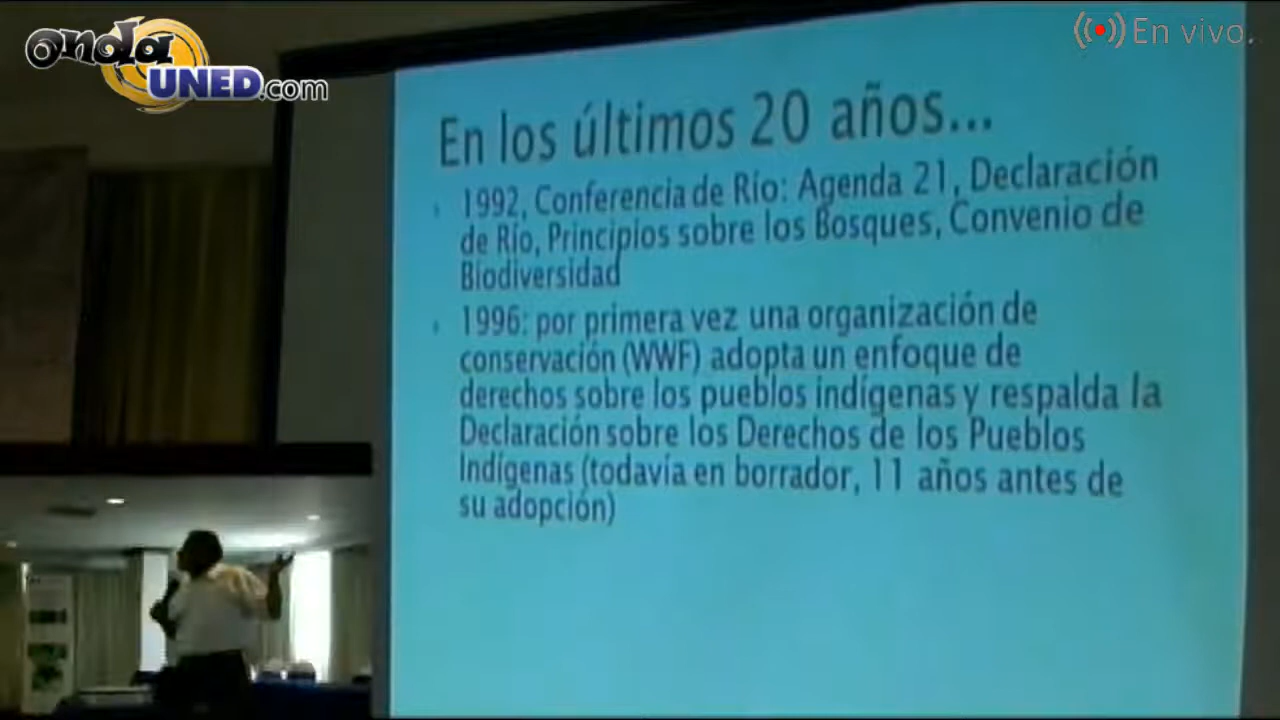 onda
UNED.com
En vivo.
En los últimos 20 años...
1992, Conferencia de Río: Agenda 21, Declaración
de Río, Principios sobre los Bosques, Convenio de
Biodiversidad
1996: por primera vez una organización de
conservación (WWF) adopta un enfoque de
derechos sobre los pueblos indígenas y respalda la
Declaración sobre los Derechos de los Pueblos
Indígenas (todavía en borrador, 11 años antes de
su adopción)